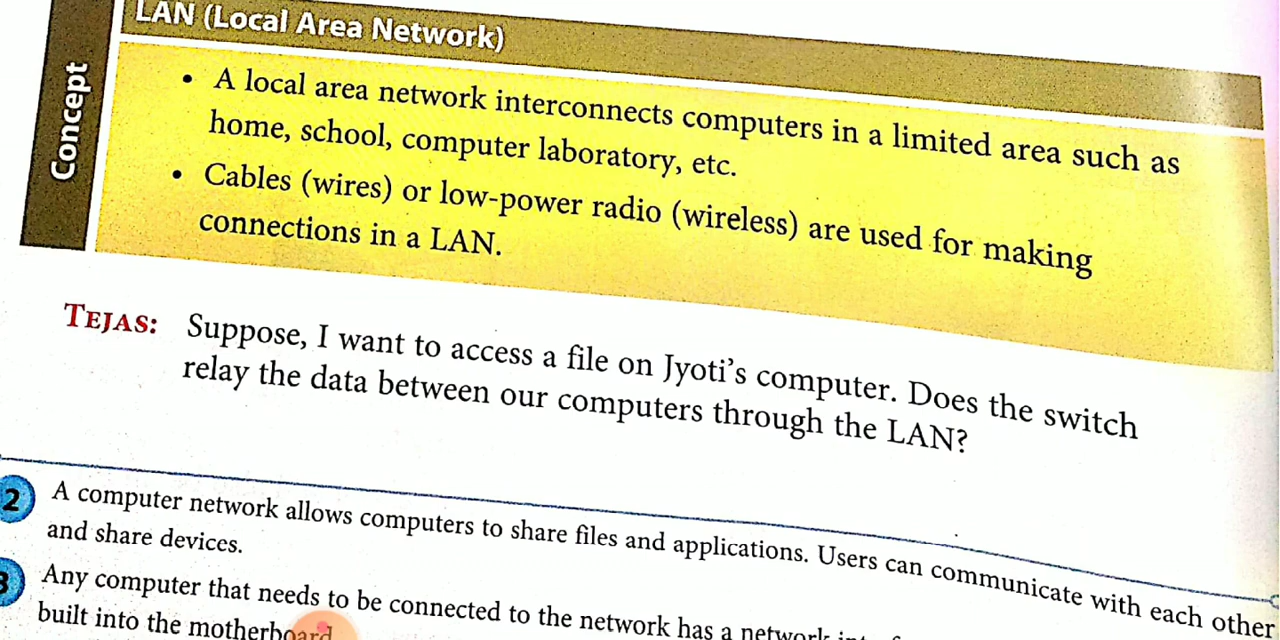 LAN (Local Area Network)
Concept
• A local area network interconnects computers in a limited area such as
home, school, computer laboratory, etc.
• Cables (wires) or low-power radio (wireless) are used for making
connections in a LAN.
TEJAS: Suppose, I want to access a file on Jyoti's computer. Does the switch
relay the data between our computers through the LAN?
2 A computer network allows computers to share files and applications. Users can communicate with each other
and share devices.
3 Any computer that needs to be connected to the network has a network
built into the motherboard